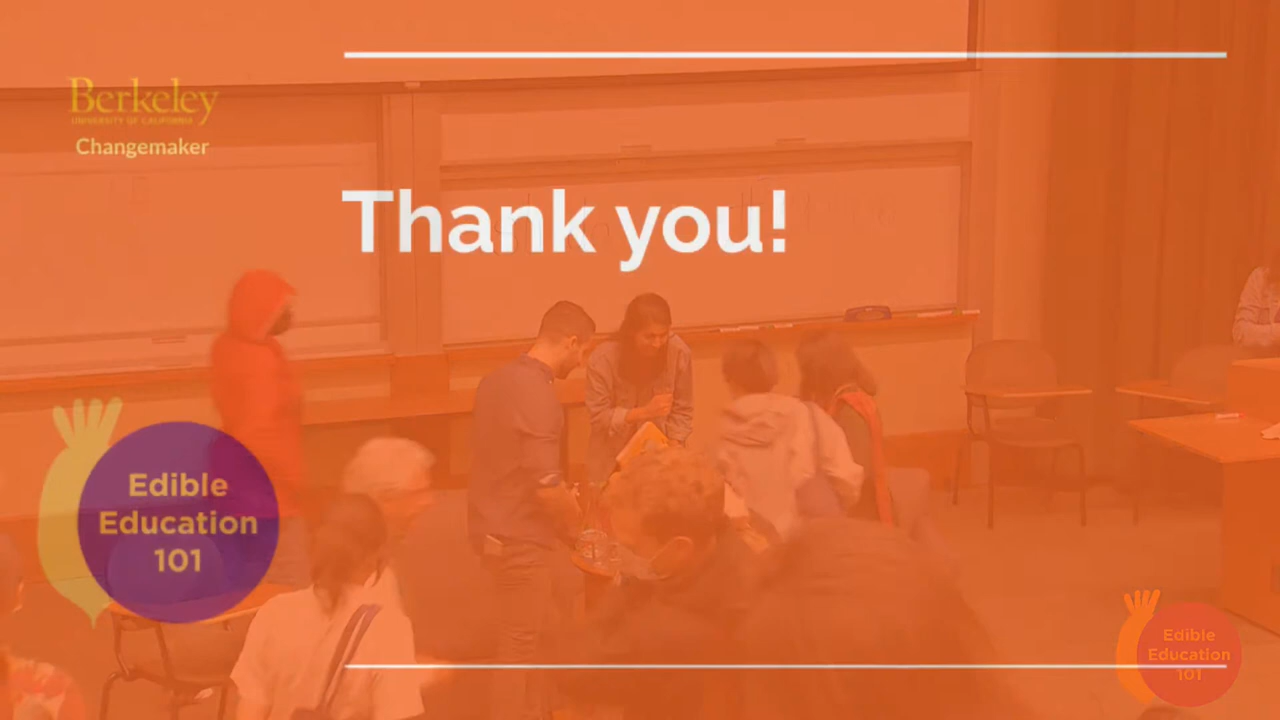 Berkeley
UNIVERSITY OF CALIFORNIA
Changemaker
Thank you!
Edible
Education
101
Edible
Education
101